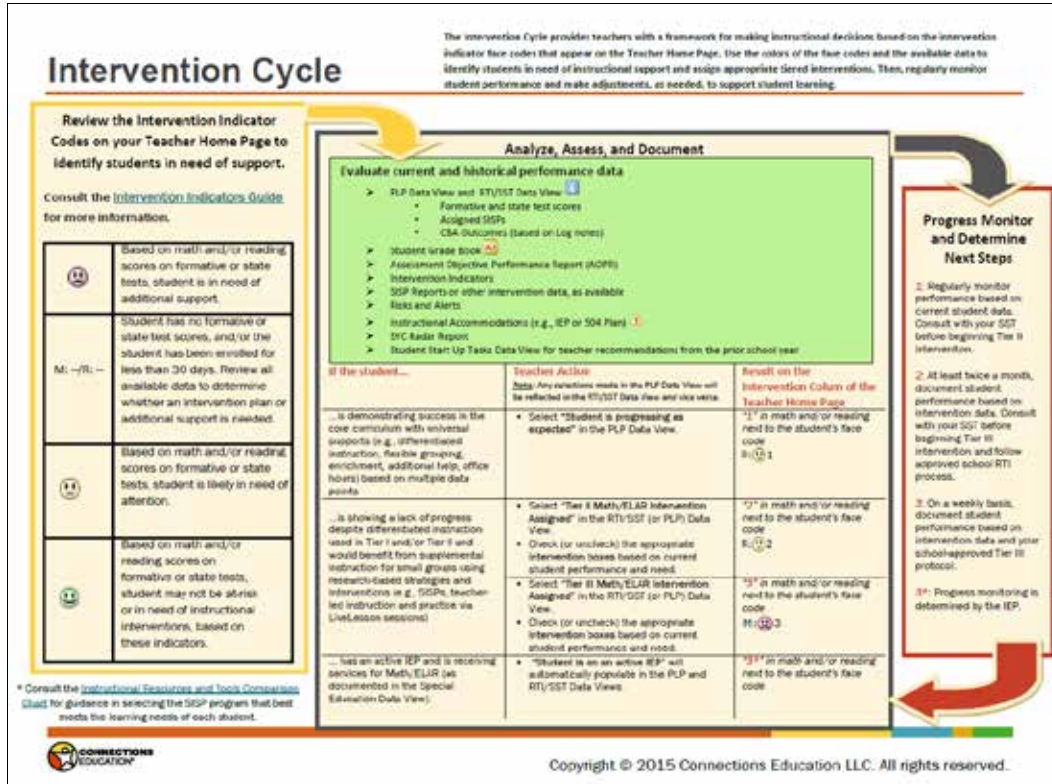 Intervention Cycle
The Intervention Cycle provides teachers with a framework for making instructional decisions based on the intervention
indicator face codes that appear on the Teacher Home Page. Use the colors of the face codes and the available data to
identify students in need of instructional support and assign appropriate tiered interventions. Then, regularly monitor
student performance and make adjustments, as needed, to support student learning.
Review the Intervention Indicator
Codes on your Teacher Home Page to
identify students in need of support.
Consult the Intervention Indicators Guide
for more information.
Based on math and/or reading
scores on formative or state
tests, student is in need of
additional support.
M: --/R: --
Student has no formative or
state test scores, and/or the
student has been enrolled for
less than 30 days. Review all
available data to determine
whether an intervention plan or
additional support is needed.
Based on math and/or reading
scores on formative or state
tests, student is likely in need of
attention.
Based on math and/or
reading scores on
formative or state tests,
student may not be at-risk
or in need of instructional
interventions, based on
these indicators.
* Consult the Instructional Resources and Tools Comparison
Chart for guidance in selecting the SISP program that best
meets the learning needs of each student.
Analyze, Assess, and Document
Evaluate current and historical performance data
➤ PLP Data View and RTI/SST Data View
• Formative and state test scores
• Assigned SISPs
• CBA Outcomes (based on Log notes)
➤ Student Grade Book
➤ Assessment Objective Performance Report (AOPR)
➤ Intervention Indicators
➤ SISP Reports or other intervention data, as available
➤ Risks and Alerts
➤ Instructional Accommodations (e.g., IEP or 504 Plan)
➤ EYC Radar Report
➤ Student Start Up Tasks Data View for teacher recommendations from the prior school year
If the student...
Teacher Action
Note: Any selections made in the PLP Data View will
be reflected in the RTI/SST Data View and vice versa.
Result on the
Intervention Colum of the
Teacher Home Page
...is demonstrating success in the
core curriculum with universal
supports (e.g., differentiated
instruction, flexible grouping,
enrichment, additional help, office
hours) based on multiple data
points
• Select "Student is progressing as
expected" in the PLP Data View.
"1" in math and/or reading
next to the student's face
code
R: 1
...is showing a lack of progress
despite differentiated instruction
used in Tier I and/or Tier II and
would benefit from supplemental
instruction for small groups using
research-based strategies and
interventions (e.g., SISPs, teacher-
led instruction and practice via
LiveLesson sessions)
• Select "Tier II Math/ELAR Intervention
Assigned" in the RTI/SST (or PLP) Data
View.
• Check (or uncheck) the appropriate
intervention boxes based on current
student performance and need.
"2" in math and/or reading
next to the student's face
code
R: 2
• Select "Tier III Math/ELAR Intervention
Assigned" in the RTI/SST (or PLP) Data
View.
• Check (or uncheck) the appropriate
intervention boxes based on current
student performance and need.
"3" in math and/or reading
next to the student's face
code
M: 3
... has an active IEP and is receiving
services for Math/ELAR (as
documented in the Special
Education Data View).
• "Student is on an active IEP" will
automatically populate in the PLP and
RTI/SST Data Views.
"3*" in math and/or reading
next to the student's face
code
Progress Monitor
and Determine
Next Steps
1: Regularly monitor
performance based on
current student data.
Consult with your SST
before beginning Tier II
intervention.
2: At least twice a month,
document student
performance based on
intervention data. Consult
with your SST before
beginning Tier III
intervention and follow
approved school RTI
process.
3: On a weekly basis,
document student
performance based on
intervention data and your
school-approved Tier III
protocol.
3*: Progress monitoring is
determined by the IEP.
CONNECTIONS
EDUCATION
Copyright © 2015 Connections Education LLC. All rights reserved.